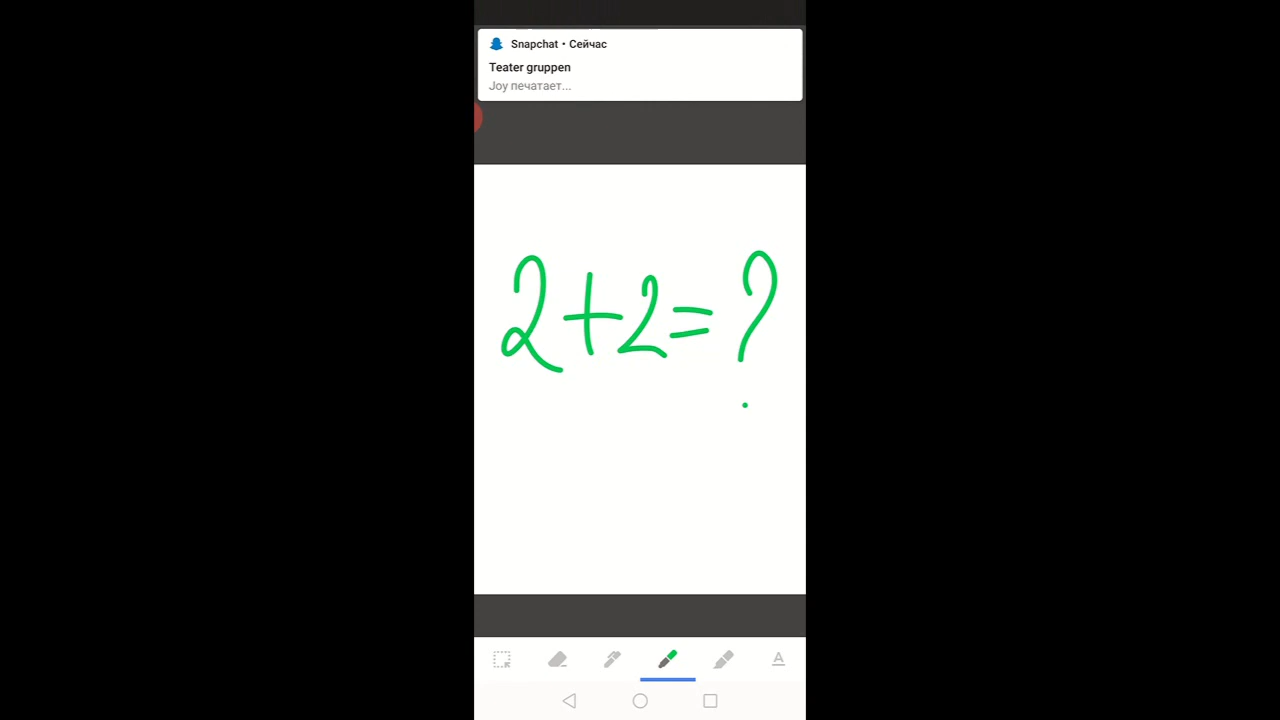 Snapchat • Сейчас
Teater gruppen
Joy печатает...
2+2=?
A